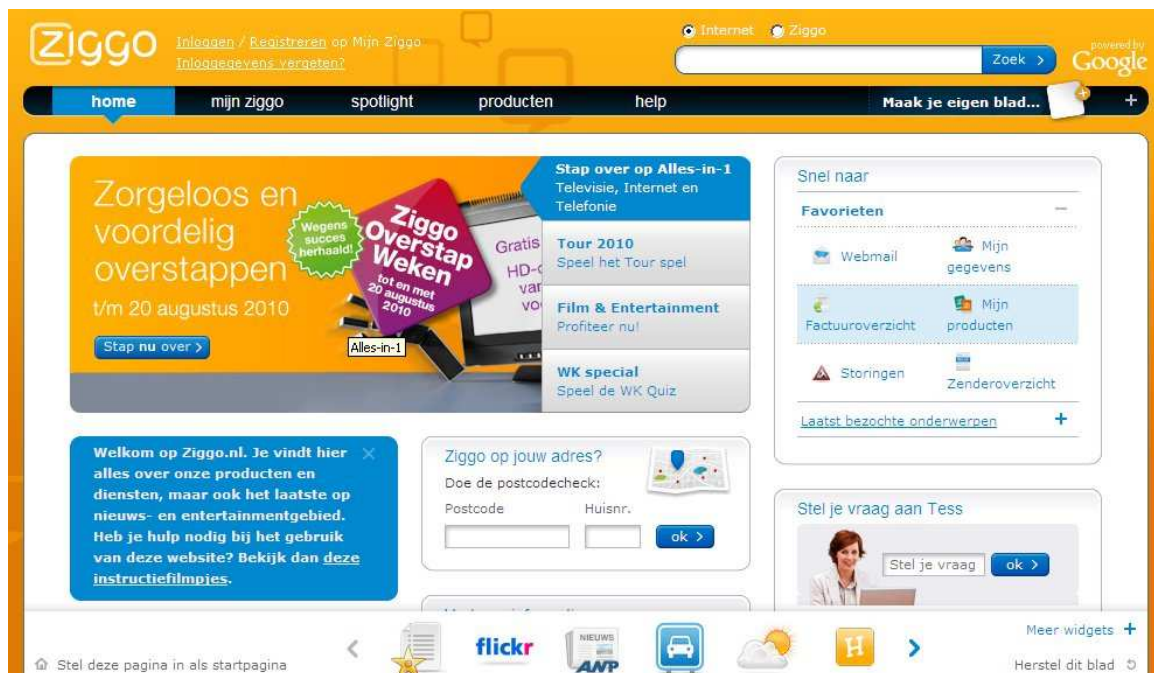 Ziggo
Inloggen / Registreren op Mijn Ziggo
Inloggegevens vergeten?
Internet Ziggo
Zoek >
powered by
Google
home mijn ziggo spotlight producten help Maak je eigen blad... +
Zorgeloos en
voordelig
overstappen
t/m 20 augustus 2010
Stap nu over >
Wegens
succes
herhaald!
Ziggo
Overstap
Weken
tot en met
20 augustus
2010
Alles-in-1
Gratis
Stap over op Alles-in-1
Televisie, Internet en
Telefonie
Tour 2010
Speel het Tour spel
Film & Entertainment
Profiteer nu!
WK special
Speel de WK Quiz
Snel naar
Favorieten
Webmail
Mijn
gegevens
Factuuroverzicht
Mijn
producten
Storingen
Zenderoverzicht
Laatst bezochte onderwerpen +
Welkom op Ziggo.nl. Je vindt hier
alles over onze producten en
diensten, maar ook het laatste op
nieuws- en entertainmentgebied.
Heb je hulp nodig bij het gebruik
van deze website? Bekijk dan deze
instructiefilmpjes.
Ziggo op jouw adres?
Doe de postcodecheck:
Postcode Huisnr.
ok >
Stel je vraag aan Tess
Stel je vraag ok >
Stel deze pagina in als startpagina
flickr
NIEUWS
ANP
H
Meer widgets +
Herstel dit blad